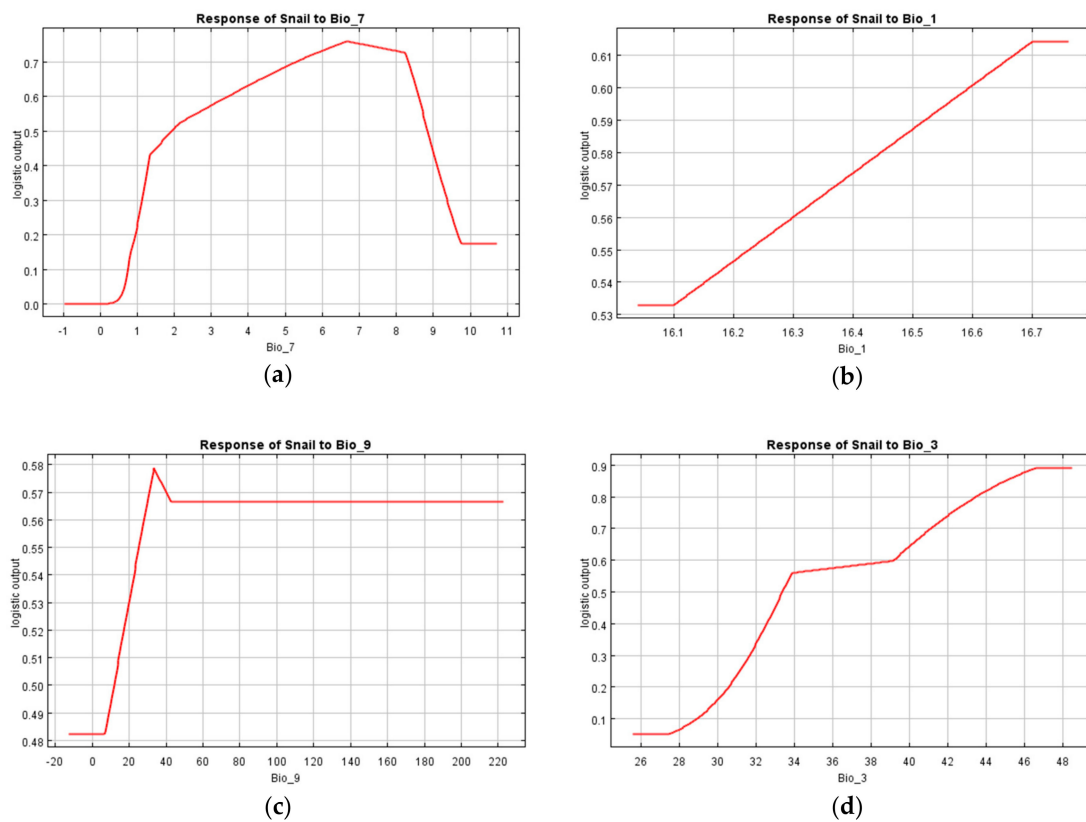 Response of Snail to Bio_7
logistic output
0.7
0.6
0.5
0.4
0.3
0.2
0.1
0.0
-1 0 1 2 3 4 5 6 7 8 9 10 11
Bio_7
(a)
Response of Snail to Bio_1
logistic output
0.61
0.60
0.59
0.58
0.57
0.56
0.55
0.54
0.53
16.1 16.2 16.3 16.4 16.5 16.6 16.7
Bio_1
(b)
Response of Snail to Bio_9
logistic output
0.58
0.57
0.56
0.55
0.54
0.53
0.52
0.51
0.50
0.49
0.48
-20 0 20 40 60 80 100 120 140 160 180 200 220
Bio_9
(c)
Response of Snail to Bio_3
logistic output
0.9
0.8
0.7
0.6
0.5
0.4
0.3
0.2
0.1
26 28 30 32 34 36 38 40 42 44 46 48
Bio_3
(d)